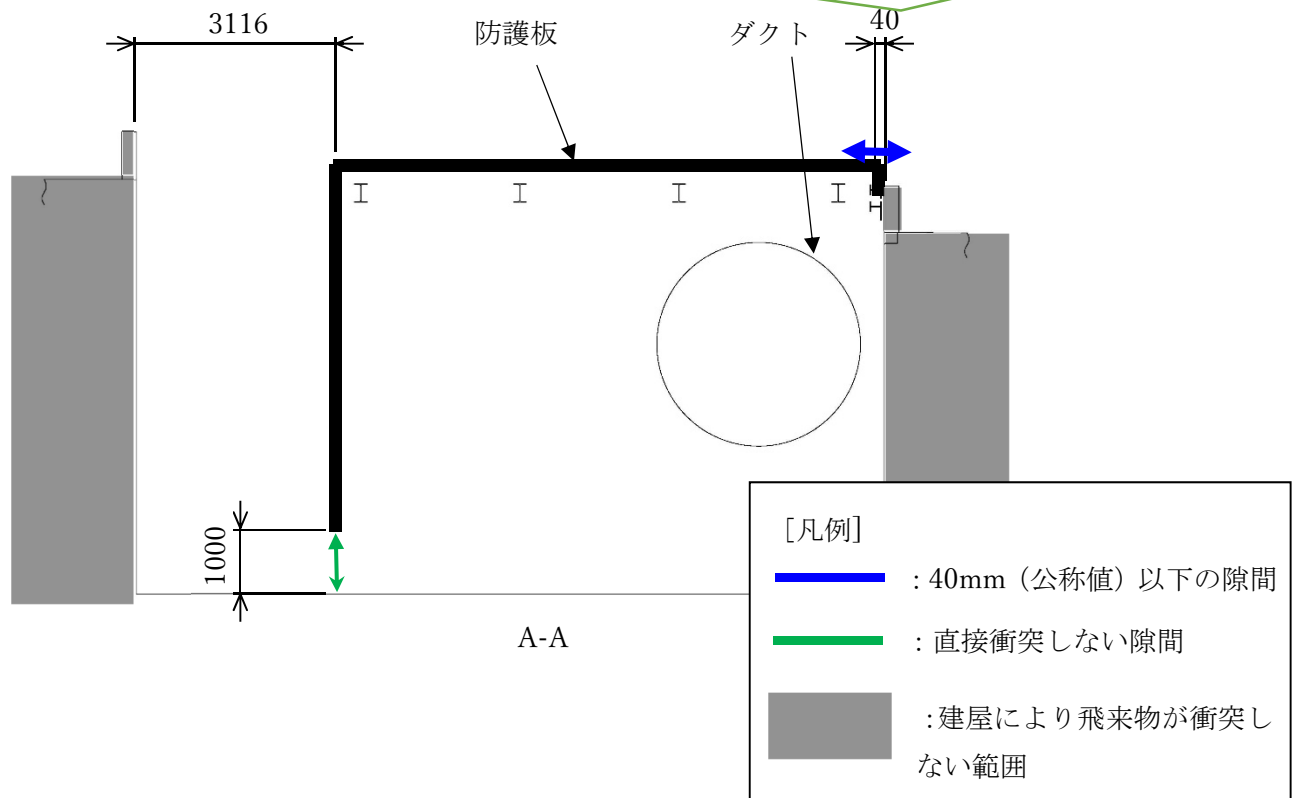 3116
防護板
ダクト
40
1000
A-A
[凡例]
：40mm（公称値）以下の隙間
：直接衝突しない隙間
：建屋により飛来物が衝突し
ない範囲